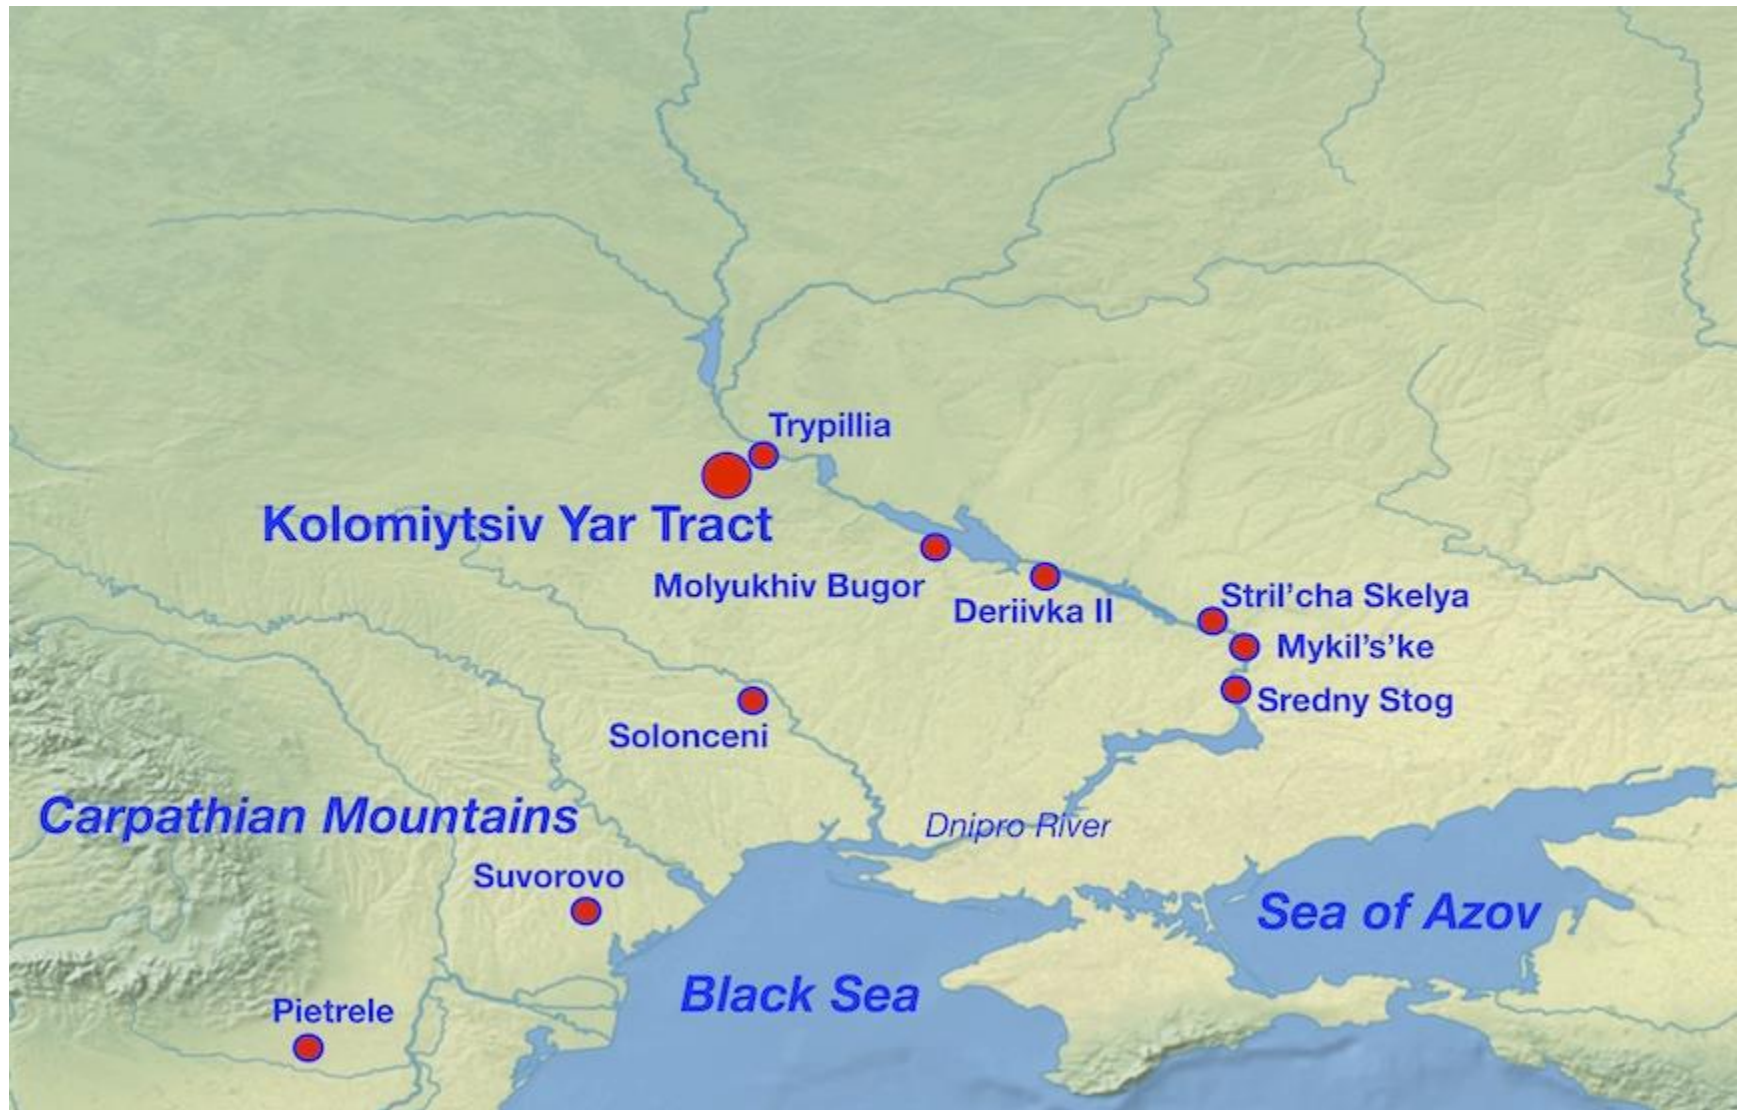 Trypillia
Kolomiytsiv Yar Tract
Molyukhiv Bugor
Deriivka II
Stril’cha Skelya
Mykil’s’ke
Sredny Stog
Solonceni
Carpathian Mountains
Dnipro River
Suvorovo
Sea of Azov
Black Sea
Pietrele